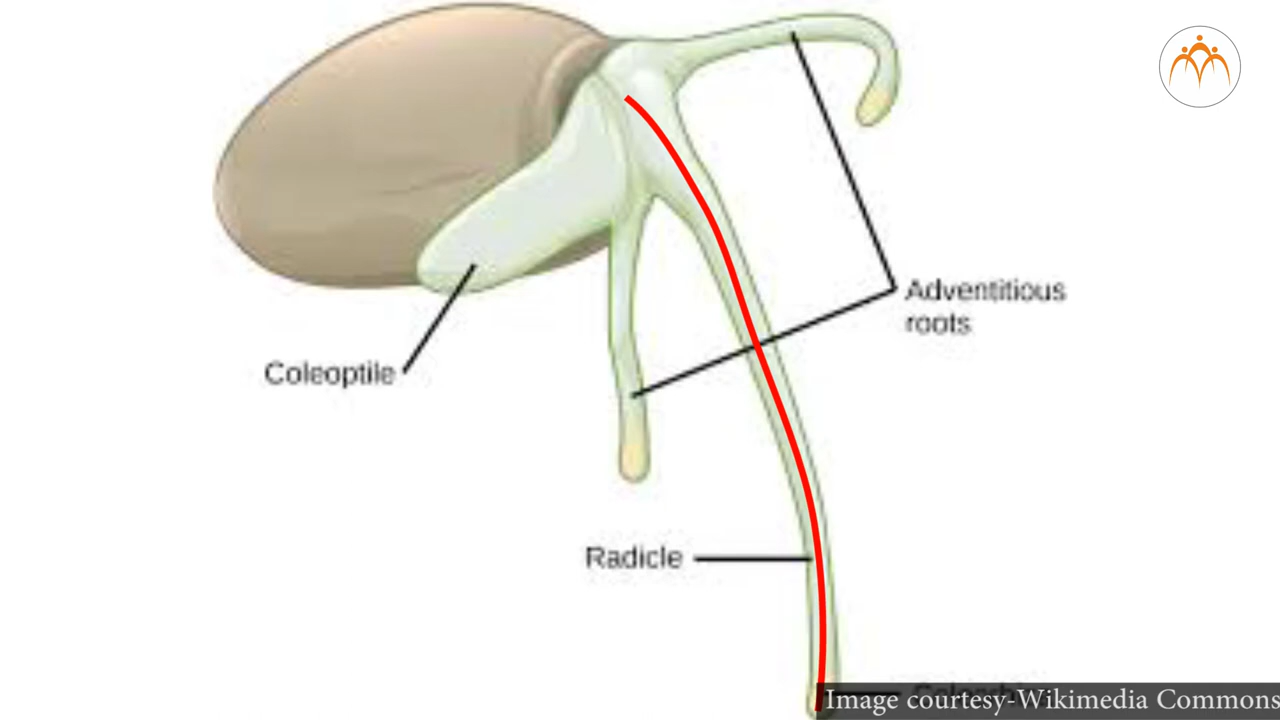 Adventitious
roots
Coleoptile
Radicle
Image courtesy-Wikimedia Commons